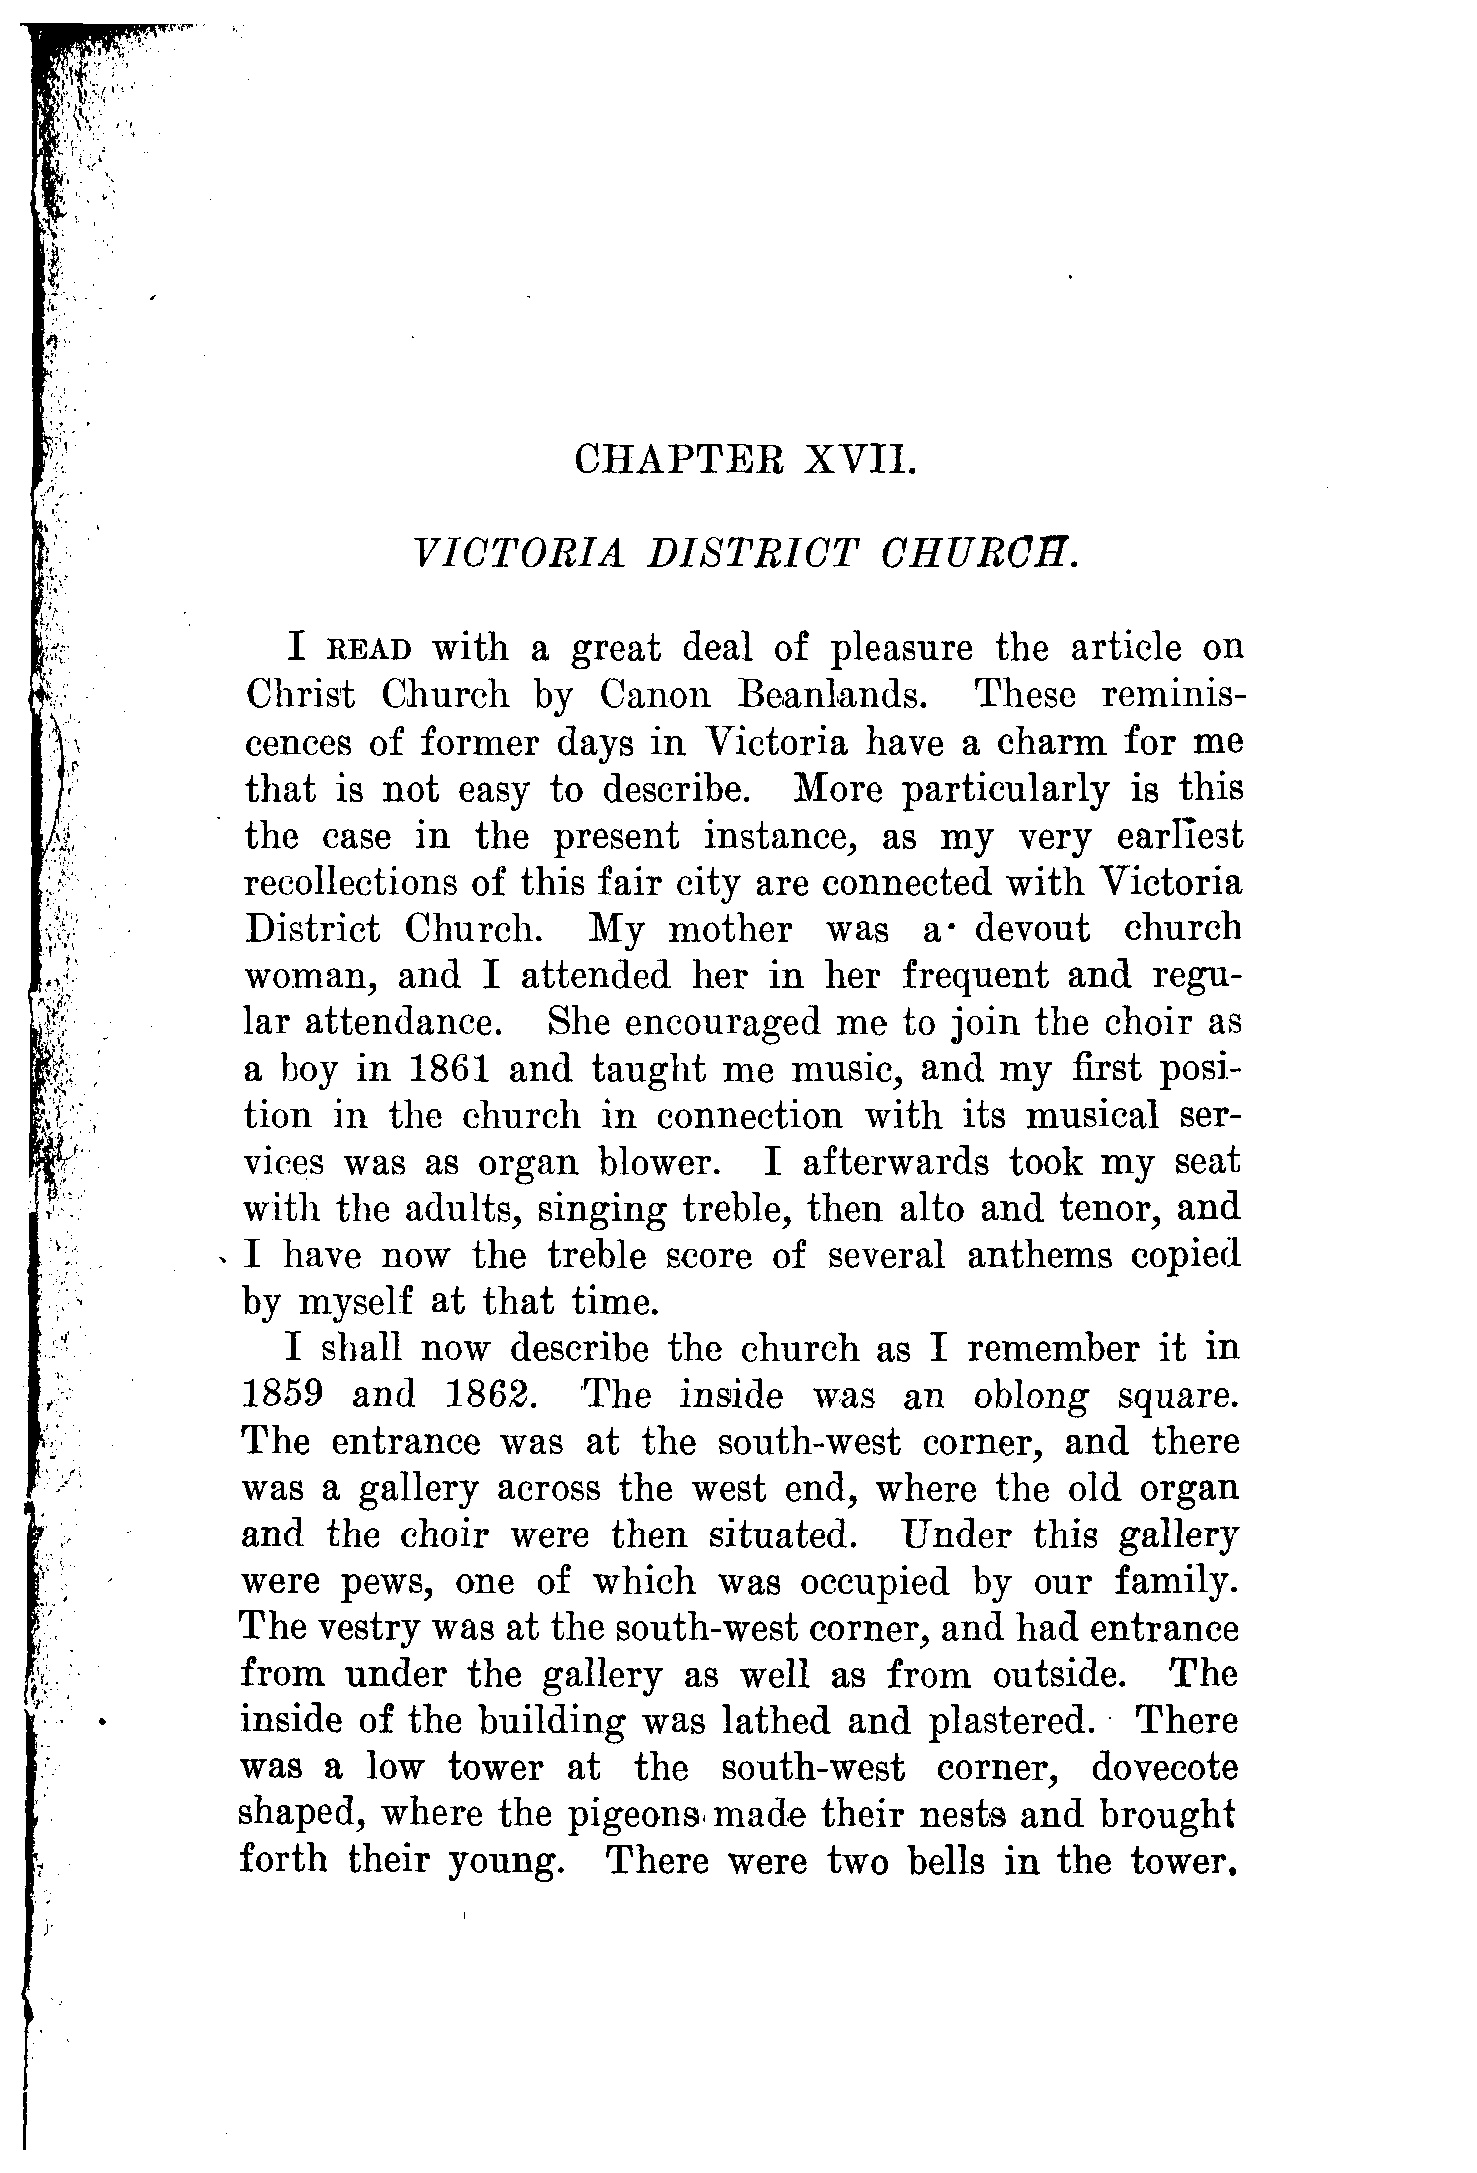 CHAPTER XVII.
VICTORIA DISTRICT CHURCH.
I READ with a great deal of pleasure the article on
Christ Church by Canon Beanlands. These reminis-
cences of former days in Victoria have a charm for me
that is not easy to describe. More particularly is this
the case in the present instance, as my very earliest
recollections of this fair city are connected with Victoria
District Church. My mother was a devout church
woman, and I attended her in her frequent and regu-
lar attendance. She encouraged me to join the choir as
a boy in 1861 and taught me music, and my first posi-
tion in the church in connection with its musical ser-
vices was as organ blower. I afterwards took my seat
with the adults, singing treble, then alto and tenor, and
I have now the treble score of several anthems copied
by myself at that time.
I shall now describe the church as I remember it in
1859 and 1862. The inside was an oblong square.
The entrance was at the south-west corner, and there
was a gallery across the west end, where the old organ
and the choir were then situated. Under this gallery
were pews, one of which was occupied by our family.
The vestry was at the south-west corner, and had entrance
from under the gallery as well as from outside. The
inside of the building was lathed and plastered. There
was a low tower at the south-west corner, dovecote
shaped, where the pigeons made their nests and brought
forth their young. There were two bells in the tower.